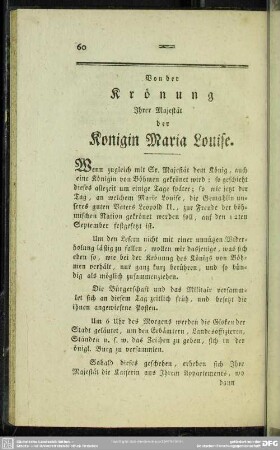 60
Von der
Krönung
Ihrer Majestät
der
Konigin Maria Louise.
Wenn zugleich mit Sr. Majestät dem König, auch
eine Königin von Böhmen gekrönet wird; so geschieht
dieses allezeit um einige Tage später; so wie jetzt der
Tag, an welchem Marie Louise, die Gemahlin un-
seres guten Vaters Leopold II., zur Freude der böh-
mischen Nation gekrönet werden soll, auf den 12ten
September festgesetzt ist.
Um den Lesern nicht mit einer unnützen Wider-
holung lästig zu fallen, wollen wir dasjenige, was sich
eben so, wie bei der Krönung des Königs von Böh-
men verhält, nur ganz kurz berühren, und so bün-
dig als möglich zusammenziehen.
Die Bürgerschaft und das Militare versamm-
let sich an diesem Tag zeitlich früh, und besetzt die
ihnen angewiesene Posten.
Um 6 Uhr des Morgens werden die Glocken der
Stadt geläutet, um den Erbämtern, Landesoffizieren,
Ständen u. s. w. das Zeichen zu geben, sich in der
königl. Burg zu versammlen.
Sobald dieses geschehen, erheben sich Ihre
Majestät die Kaiserin aus Ihren Appartements, wo
dann